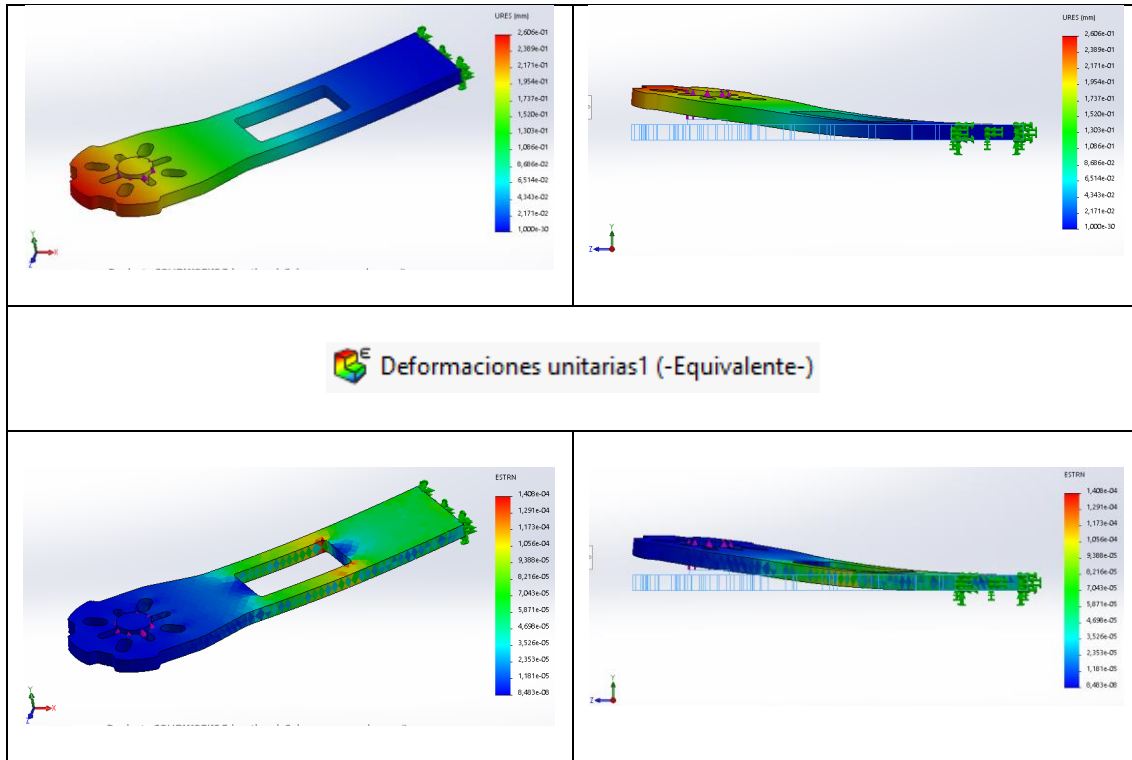 URES (mm)
2,606e-01
2,389e-01
2,171e-01
1,954e-01
1,737e-01
1,520e-01
1,303e-01
1,086e-01
8,686e-02
6,514e-02
4,343e-02
2,171e-02
1,000e-30
Y
X
Z
URES (mm)
2,606e-01
2,389e-01
2,171e-01
1,954e-01
1,737e-01
1,520e-01
1,303e-01
1,086e-01
8,686e-02
6,514e-02
4,343e-02
2,171e-02
1,000e-30
Y
Z
E
Deformaciones unitarias1 (-Equivalente-)
ESTRN
1,408e-04
1,291e-04
1,173e-04
1,056e-04
9,388e-05
8,216e-05
7,043e-05
5,871e-05
4,698e-05
3,526e-05
2,353e-05
1,181e-05
8,483e-08
Y
X
Z
ESTRN
1,408e-04
1,291e-04
1,173e-04
1,056e-04
9,388e-05
8,216e-05
7,043e-05
5,871e-05
4,698e-05
3,526e-05
2,353e-05
1,181e-05
8,483e-08
Y
Z